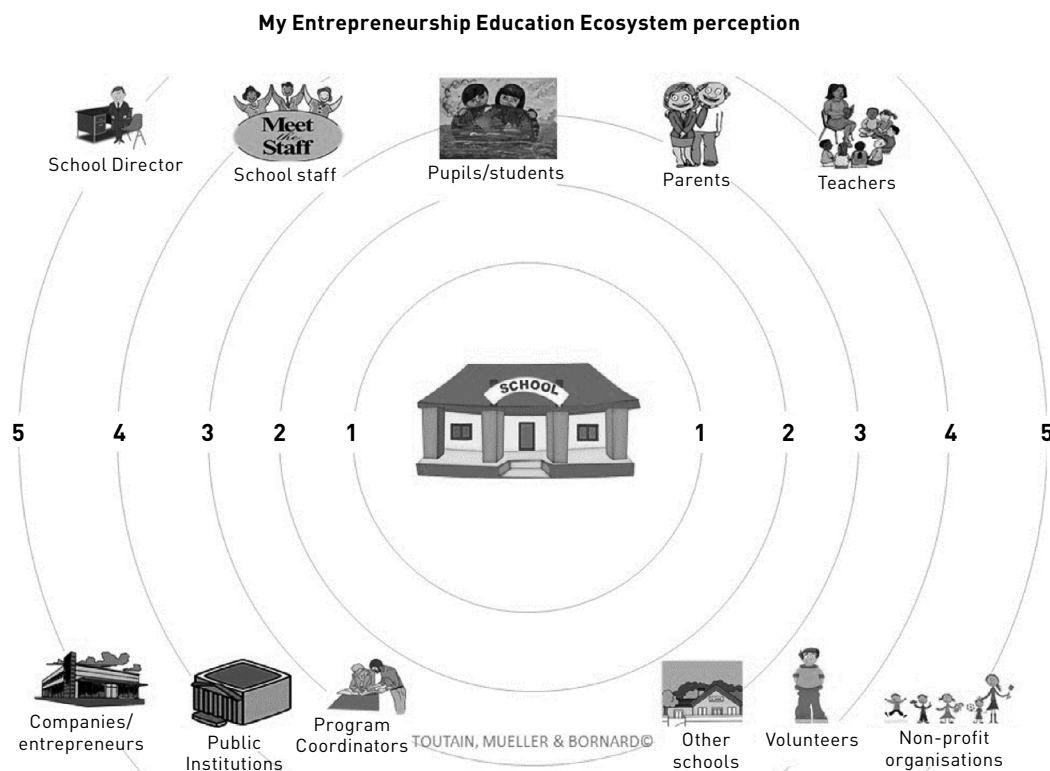 My Entrepreneurship Education Ecosystem perception
Meet
the
Staff
School Director
School staff
Pupils/students
Parents
Teachers
SCHOOL
5 4 3 2 1 1 2 3 4 5
Companies/
entrepreneurs
Public
Institutions
Program
Coordinators
TOUTAIN, MUELLER & BORNARD©
Other
schools
Volunteers
Non-profit
organisations